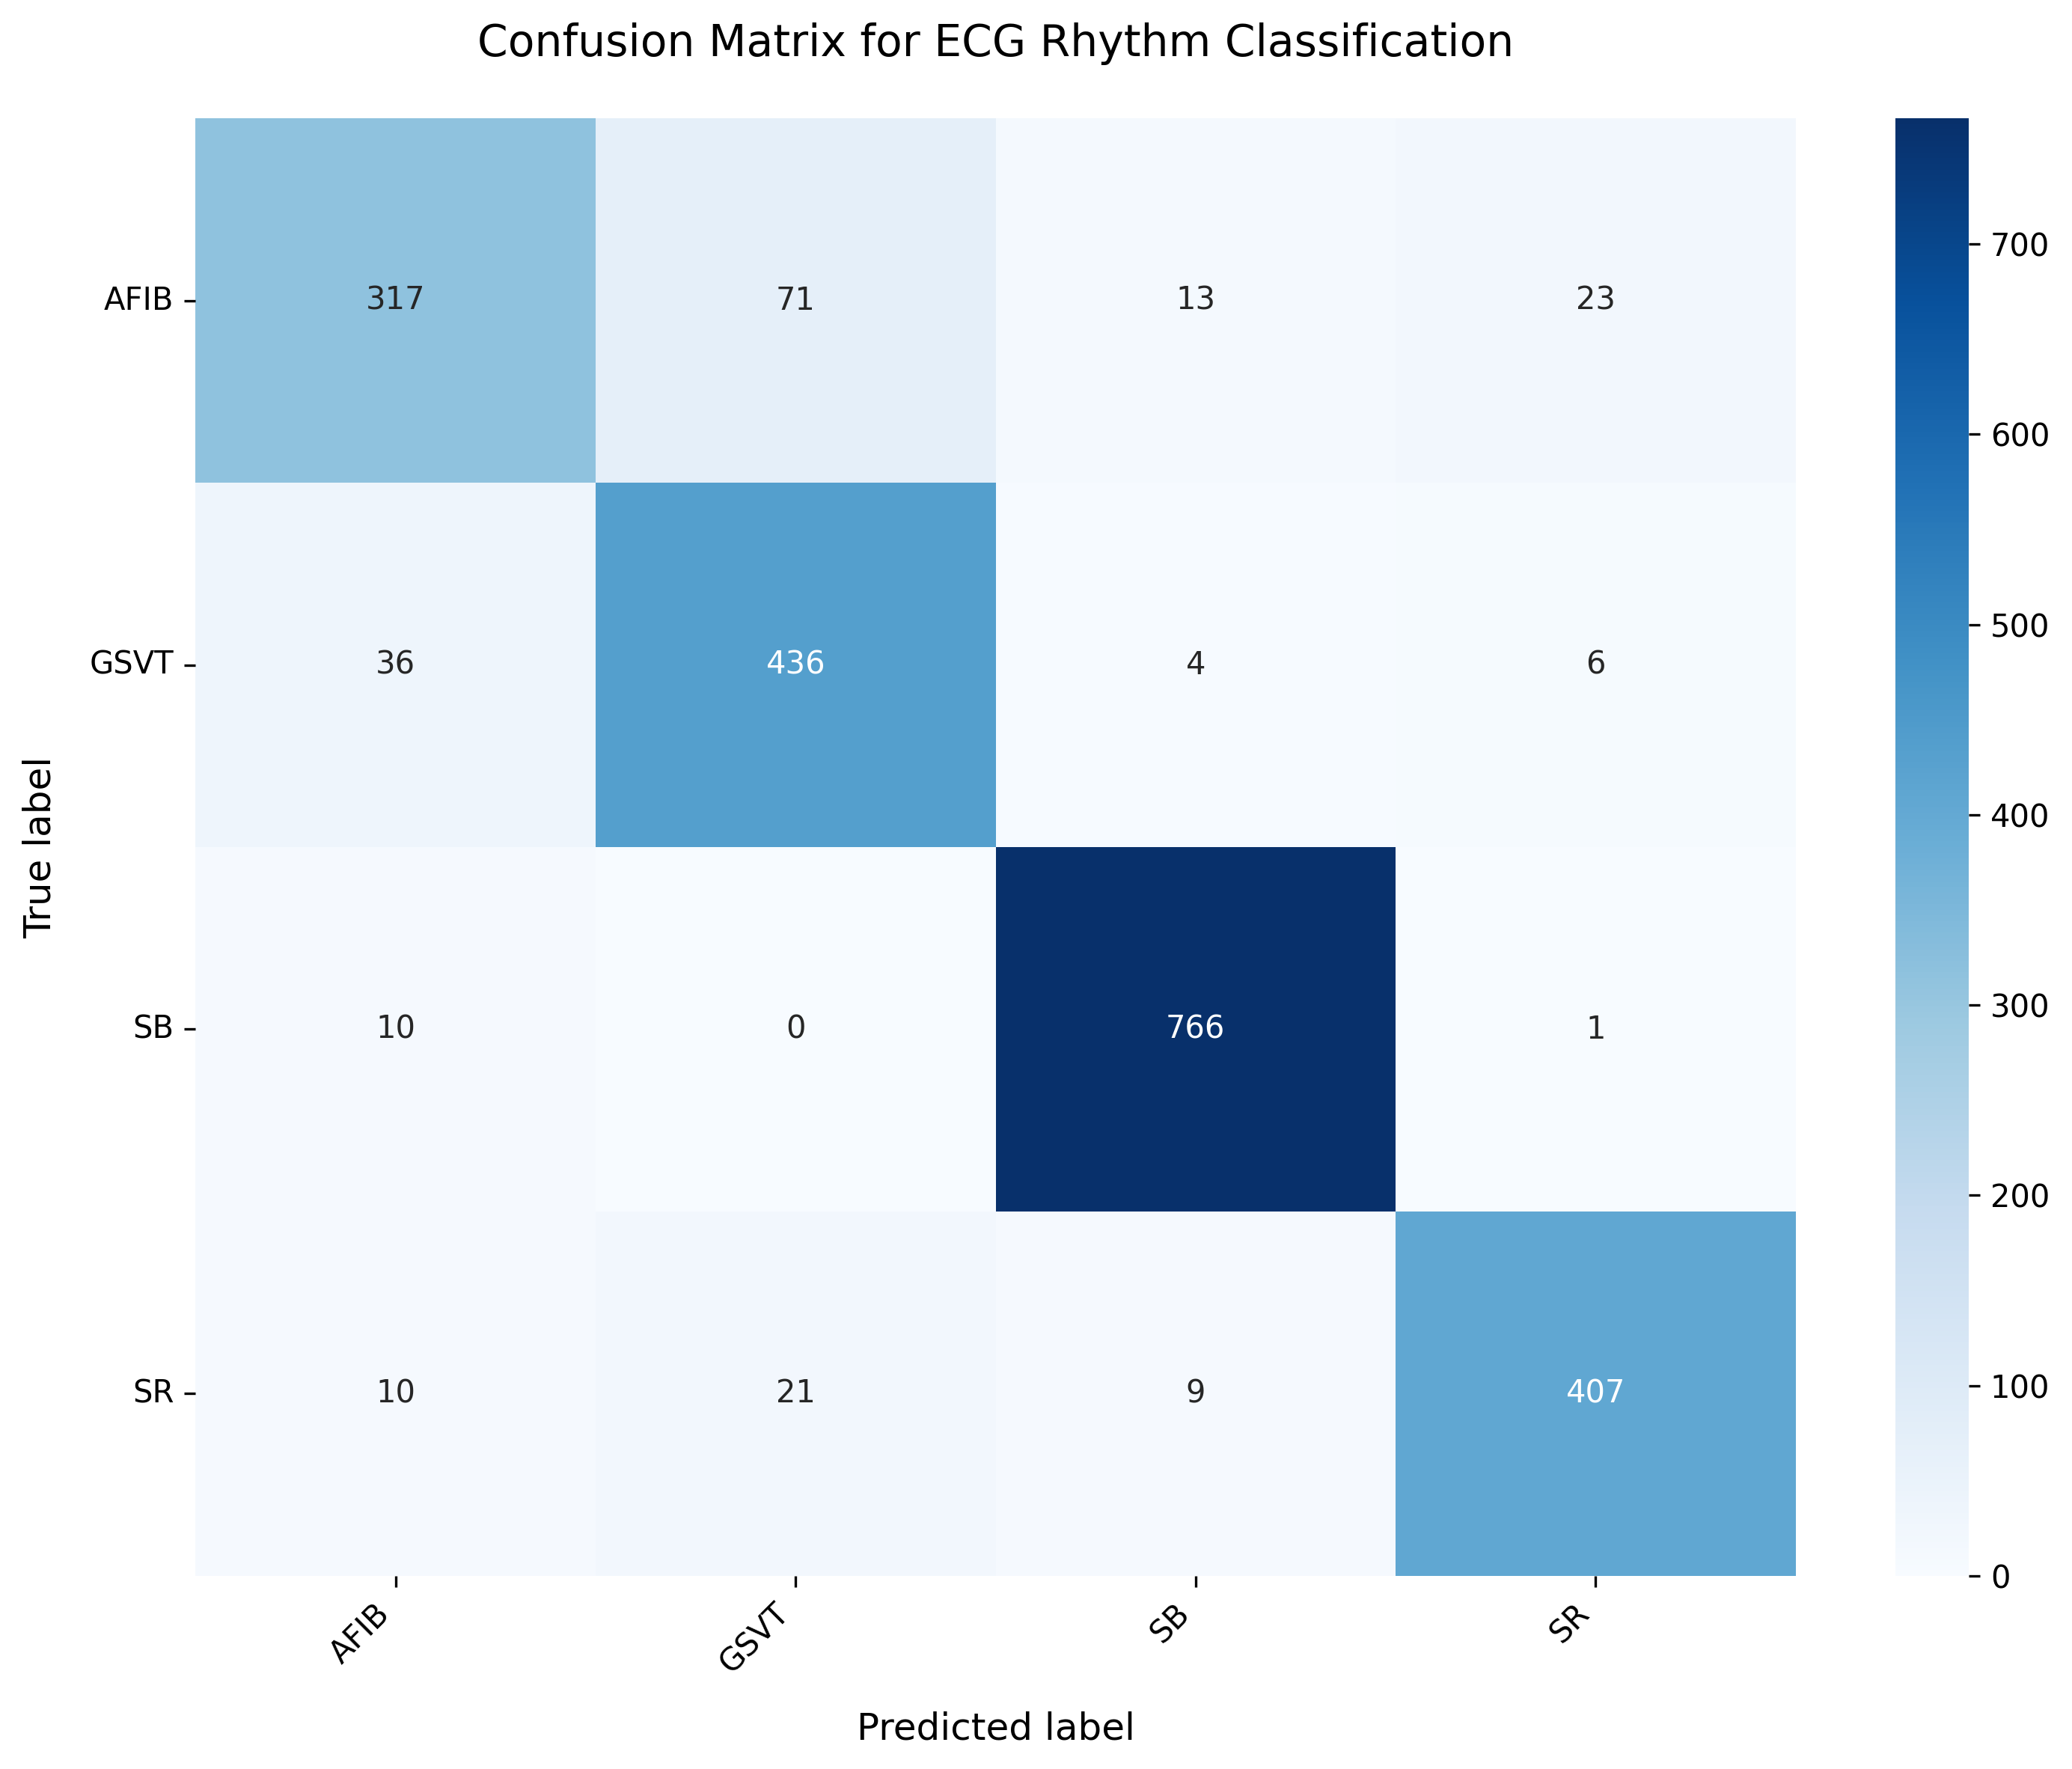 Confusion Matrix for ECG Rhythm Classification
True label
AFIB 317 71 13 23
GSVT 36 436 4 6
SB 10 0 766 1
SR 10 21 9 407
AFIB GSVT SB SR
Predicted label
700
600
500
400
300
200
100
0